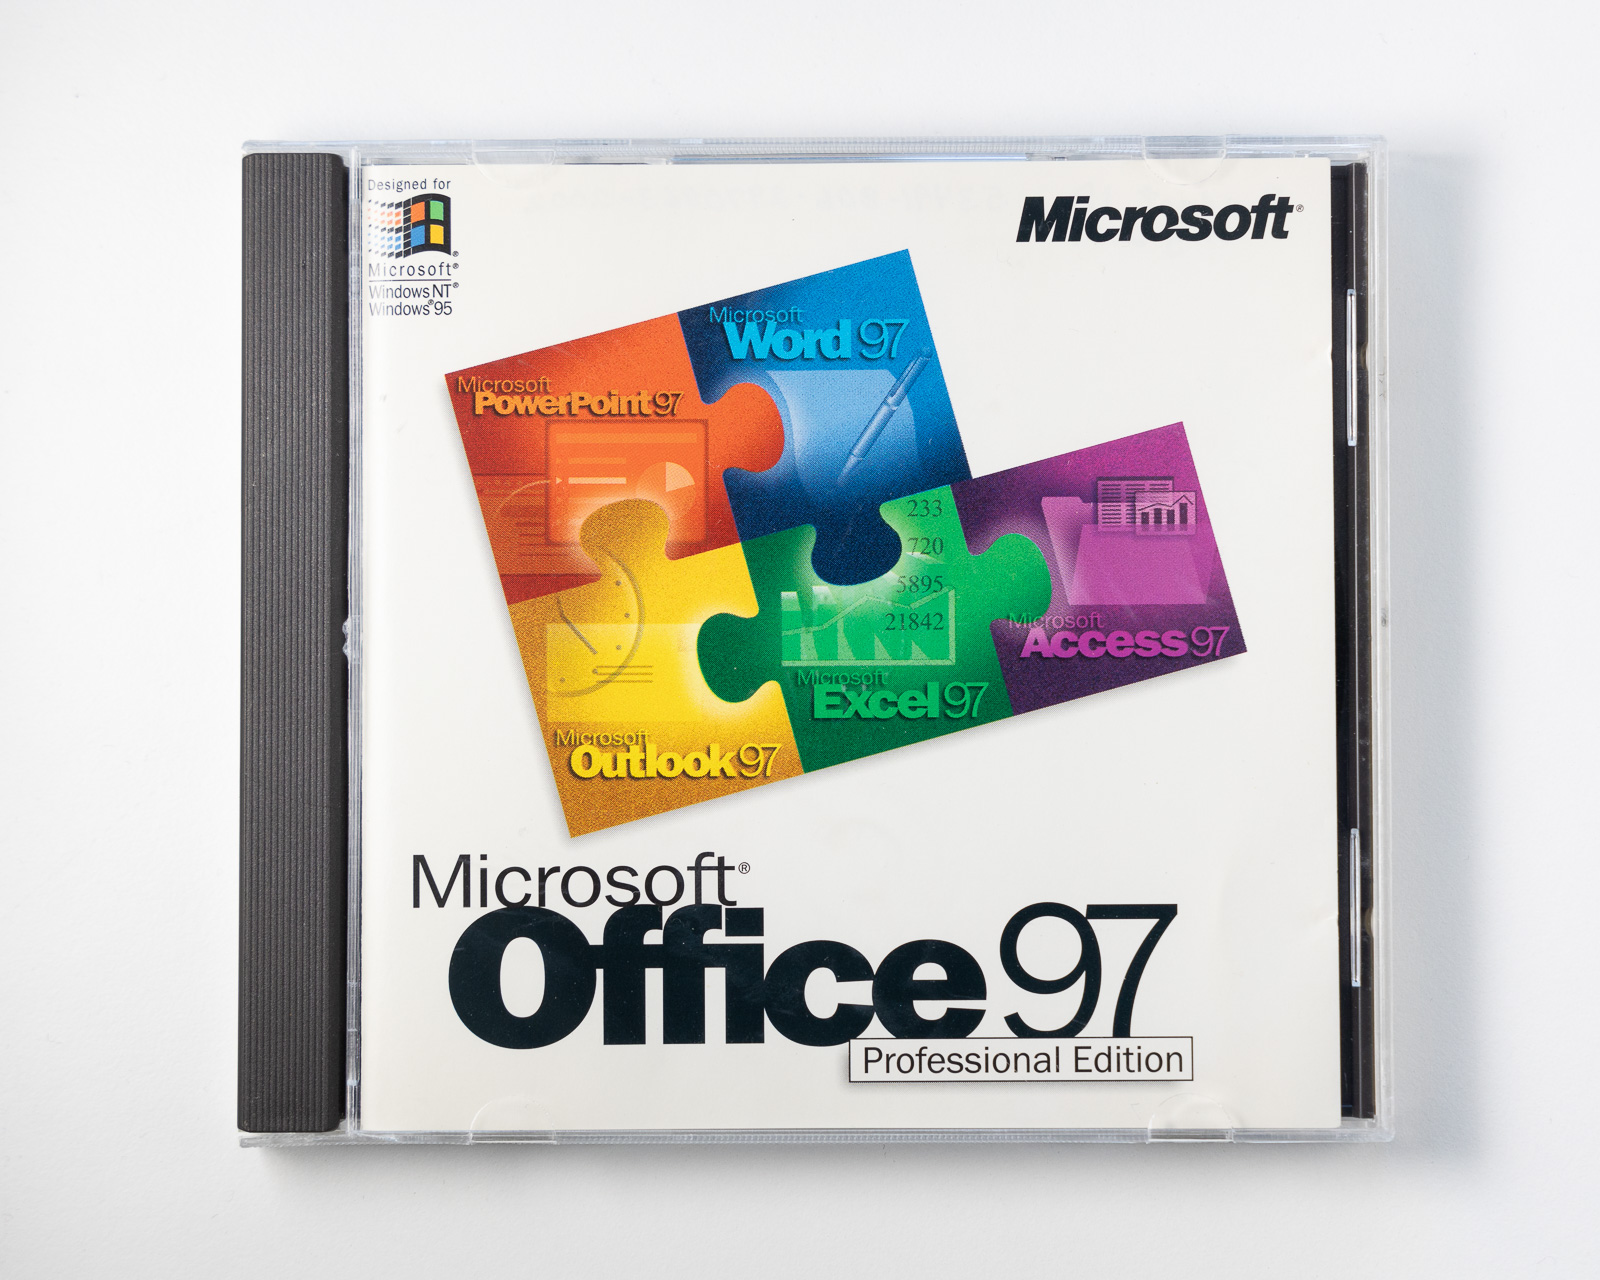 Designed for
Microsoft®
Windows NT®
Windows®95
Microsoft®
Microsoft
Word 97
Microsoft
PowerPoint 97
233
720
5895
21842
Microsoft
Access 97
Microsoft
Excel 97
Microsoft
Outlook 97
Microsoft®
Office 97
Professional Edition